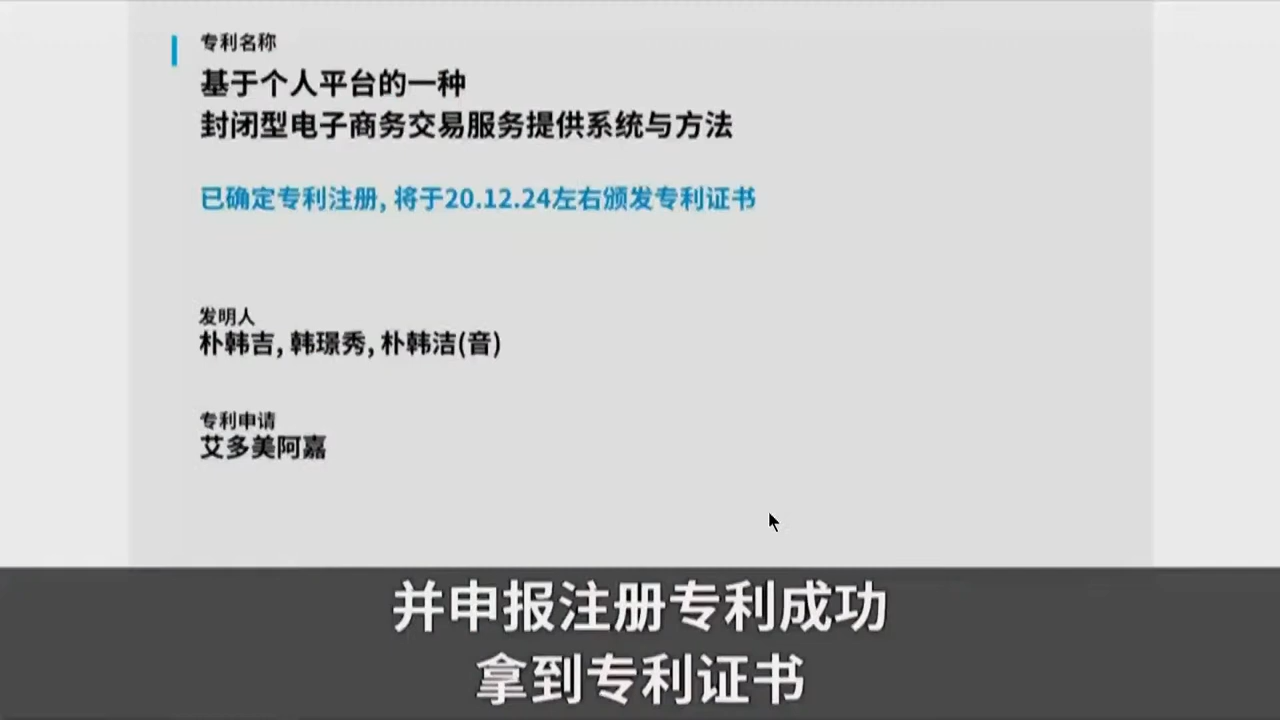 专利名称
基于个人平台的一种
封闭型电子商务交易服务提供系统与方法
已确定专利注册, 将于20.12.24左右颁发专利证书
发明人
朴韩吉, 韩璟秀, 朴韩洁(音)
专利申请
艾多美阿嘉
并申报注册专利成功
拿到专利证书